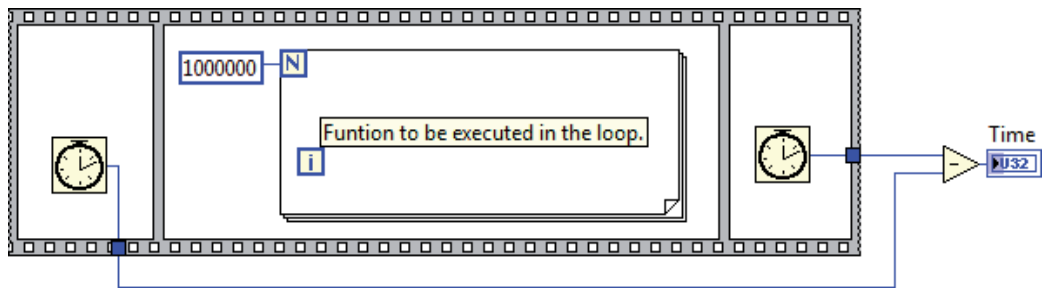 1000000
N
Funtion to be executed in the loop.
i
Time
U32